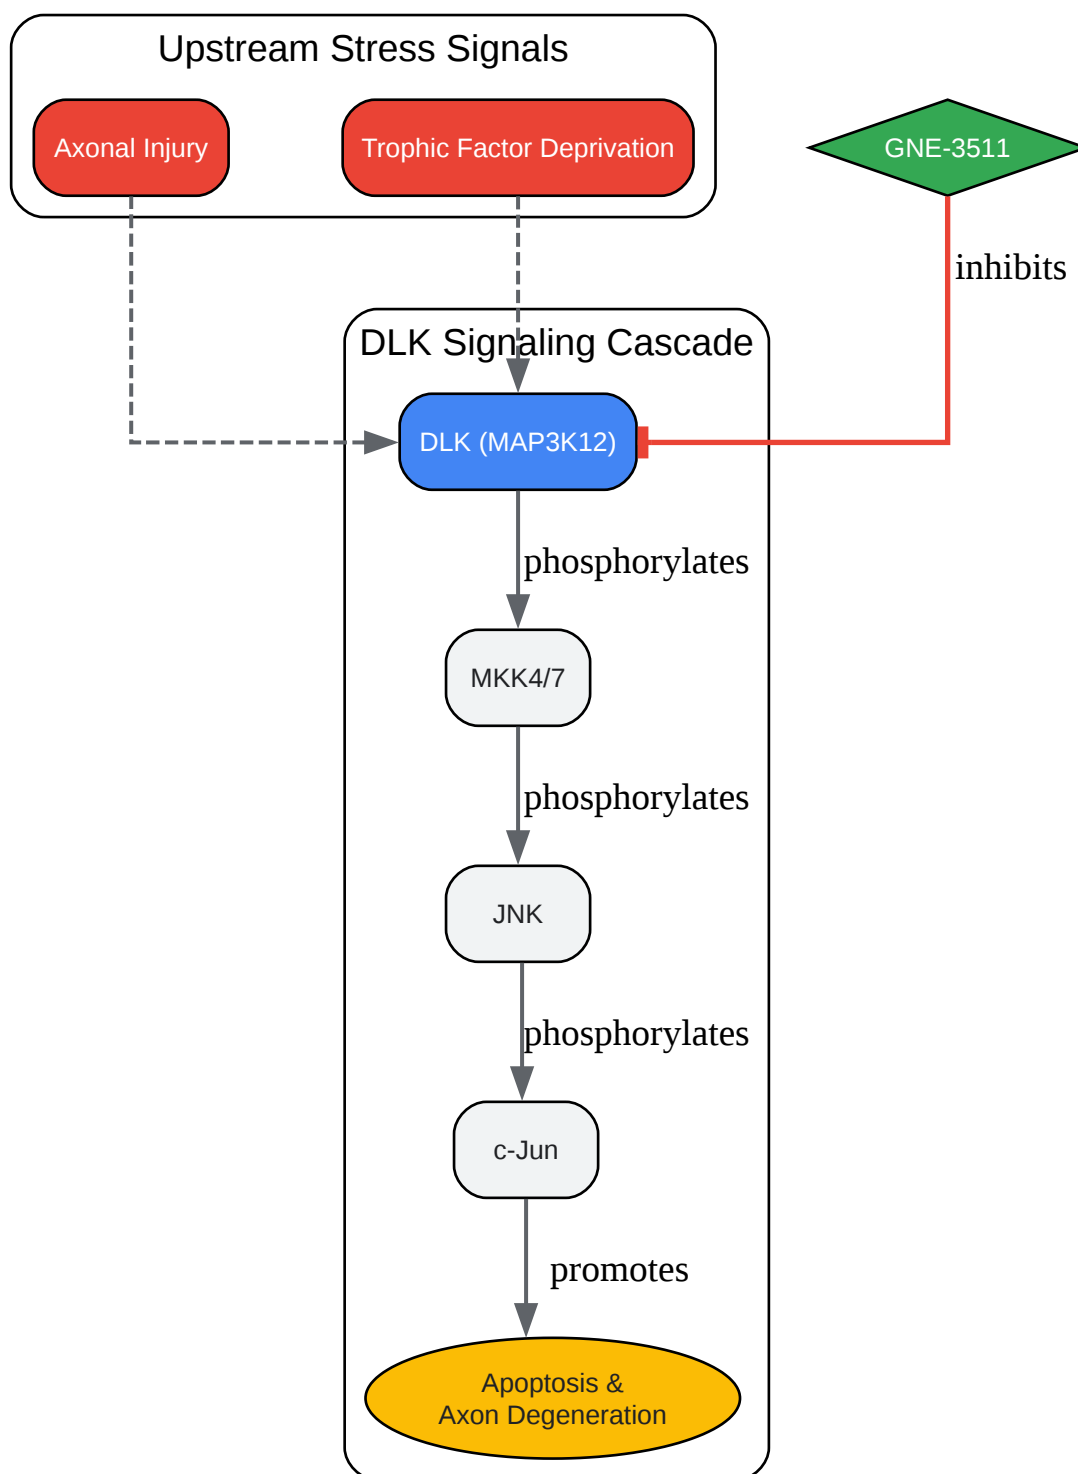 Upstream Stress Signals
Axonal Injury
Trophic Factor Deprivation
GNE-3511
inhibits
DLK Signaling Cascade
DLK (MAP3K12)
phosphorylates
MKK4/7
phosphorylates
JNK
phosphorylates
c-Jun
promotes
Apoptosis &
Axon Degeneration